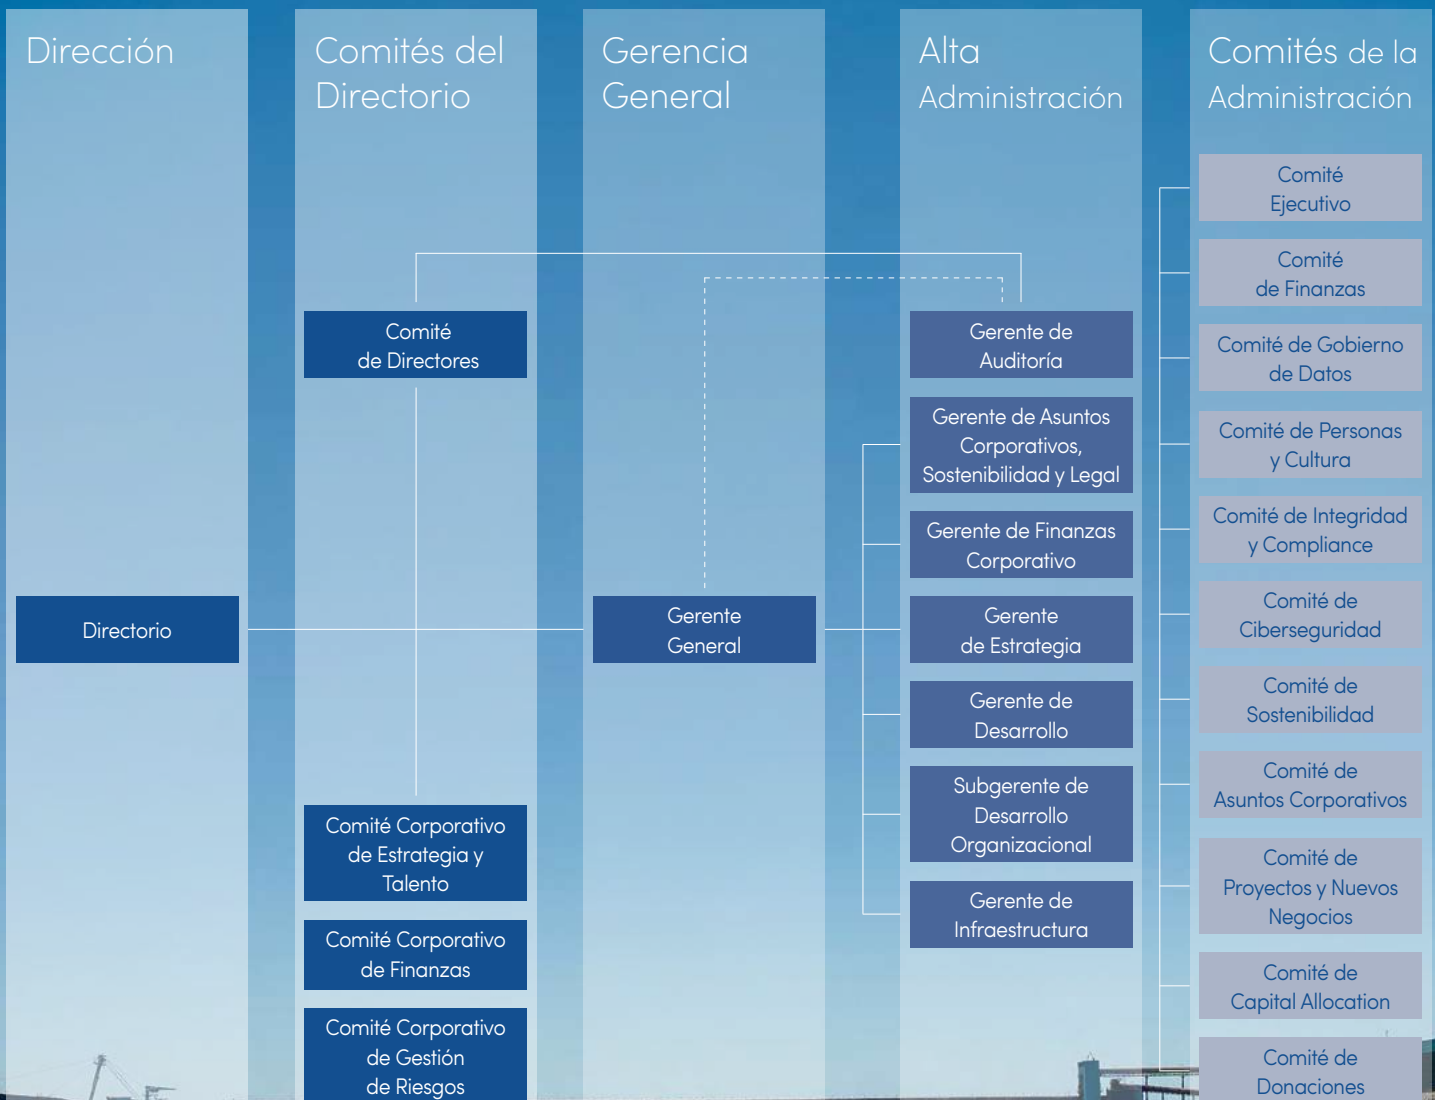 Dirección
Directorio
Comités del
Directorio
Comité
de Directores
Comité Corporativo
de Estrategia y
Talento
Comité Corporativo
de Finanzas
Comité Corporativo
de Gestión
de Riesgos
Gerencia
General
Gerente
General
Alta
Administración
Gerente de
Auditoría
Gerente de Asuntos
Corporativos,
Sostenibilidad y Legal
Gerente de Finanzas
Corporativo
Gerente
de Estrategia
Gerente de
Desarrollo
Subgerente de
Desarrollo
Organizacional
Gerente de
Infraestructura
Comités de la
Administración
Comité
Ejecutivo
Comité
de Finanzas
Comité de Gobierno
de Datos
Comité de Personas
y Cultura
Comité de Integridad
y Compliance
Comité de
Ciberseguridad
Comité de
Sostenibilidad
Comité de
Asuntos Corporativos
Comité de
Proyectos y Nuevos
Negocios
Comité de
Capital Allocation
Comité de
Donaciones